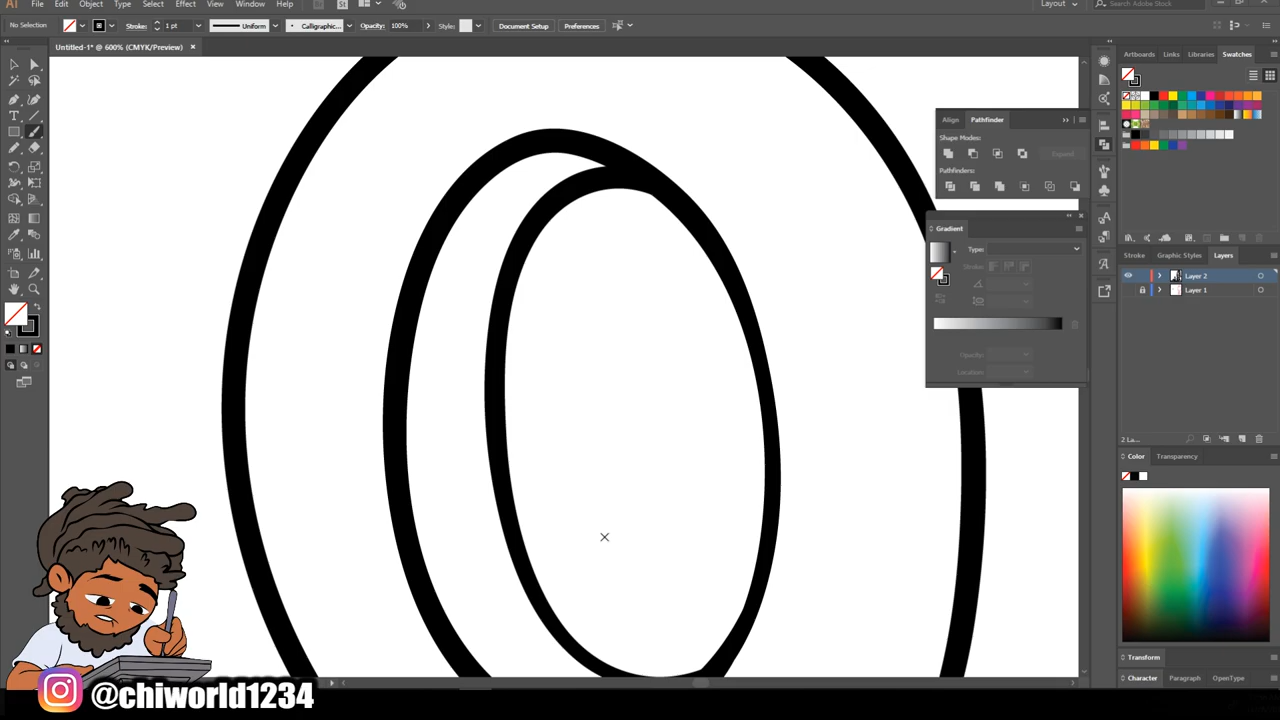 Ai File Edit Object Type Select Effect View Window Help Br St Layout Search Adobe Stock
No Selection Stroke: 1 pt Uniform • Calligraphic... Opacity: 100% Style: Document Setup Preferences
Untitled-1* @ 600% (CMYK/Preview) ×
Artboards Links Libraries Swatches
Align Pathfinder
Shape Modes:
Expand
Pathfinders:
Gradient
Type:
Stroke:
Opacity:
Location:
Stroke Graphic Styles Layers
Layer 2
Layer 1
2 La...
Color Transparency
Transform
Character Paragraph OpenType
@chiworld1234